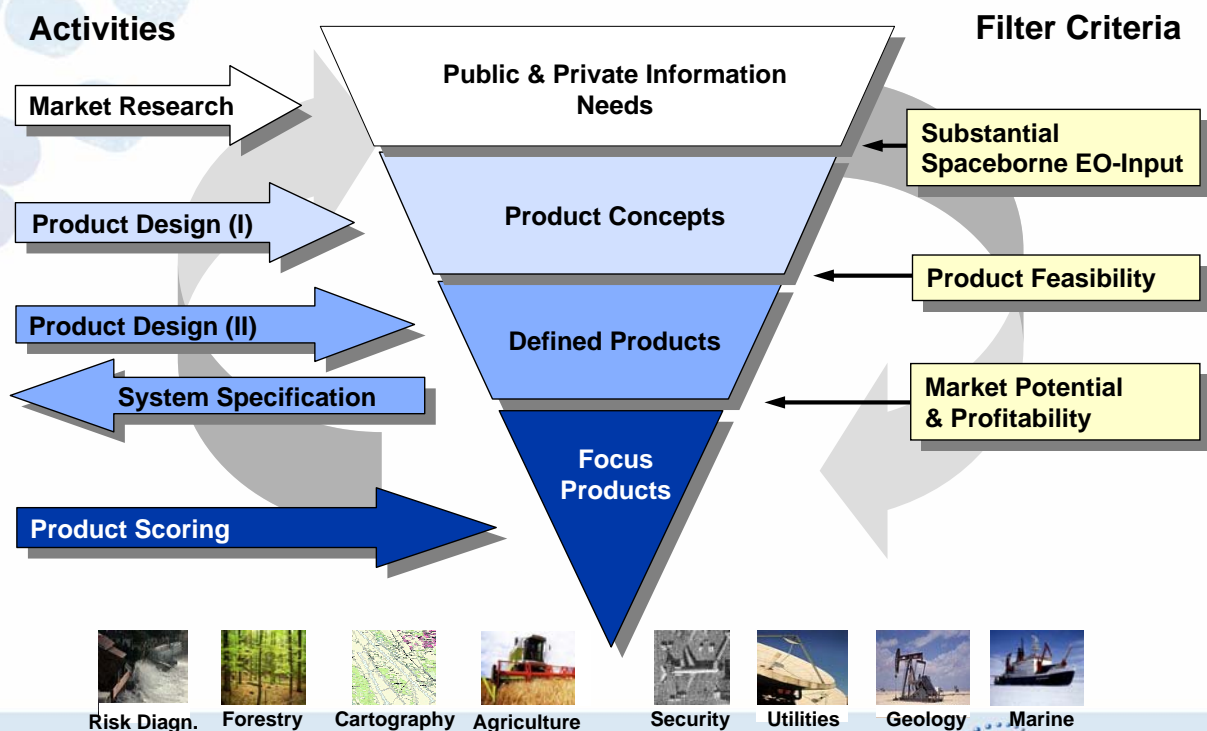 Activities
Filter Criteria
Public & Private Information
Needs
Market Research
Substantial
Spaceborne EO-Input
Product Design (I)
Product Concepts
Product Feasibility
Product Design (II)
Defined Products
System Specification
Market Potential
& Profitability
Focus
Products
Product Scoring
Risk Diagn.
Forestry
Cartography
Agriculture
Security
Utilities
Geology
Marine